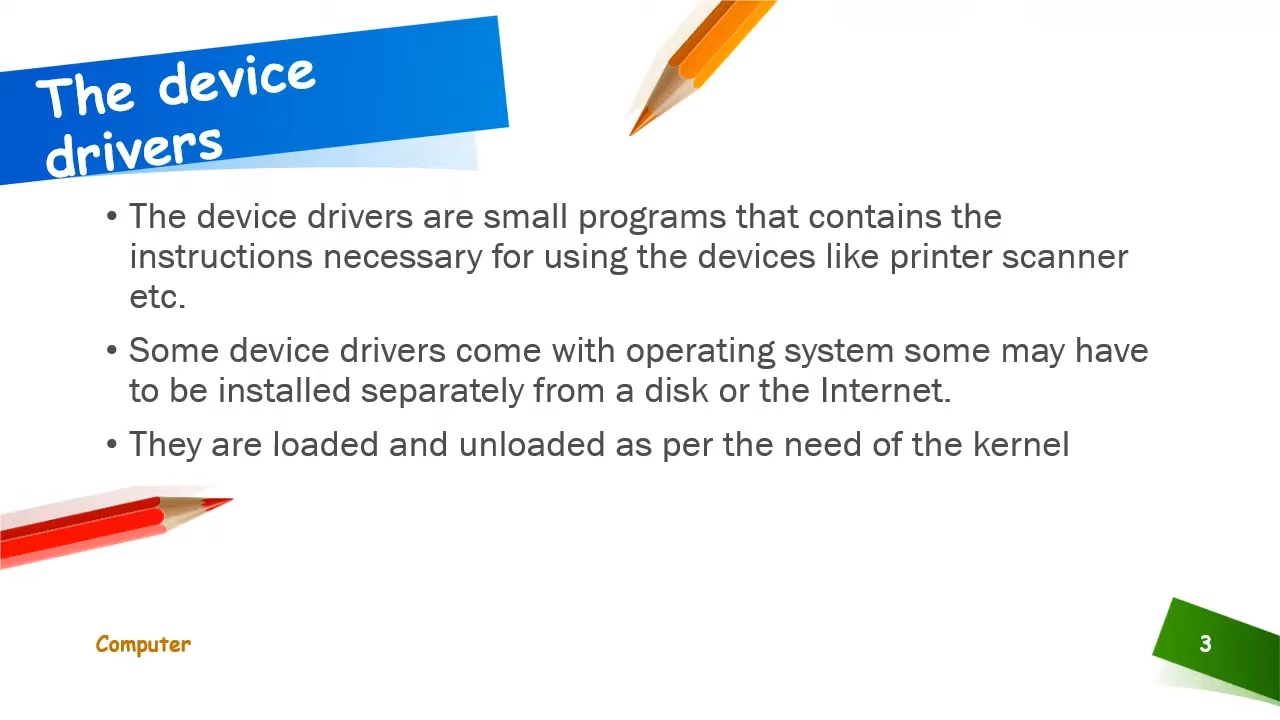 The device
drivers
• The device drivers are small programs that contains the
instructions necessary for using the devices like printer scanner
etc.
• Some device drivers come with operating system some may have
to be installed separately from a disk or the Internet.
• They are loaded and unloaded as per the need of the kernel
Computer
3